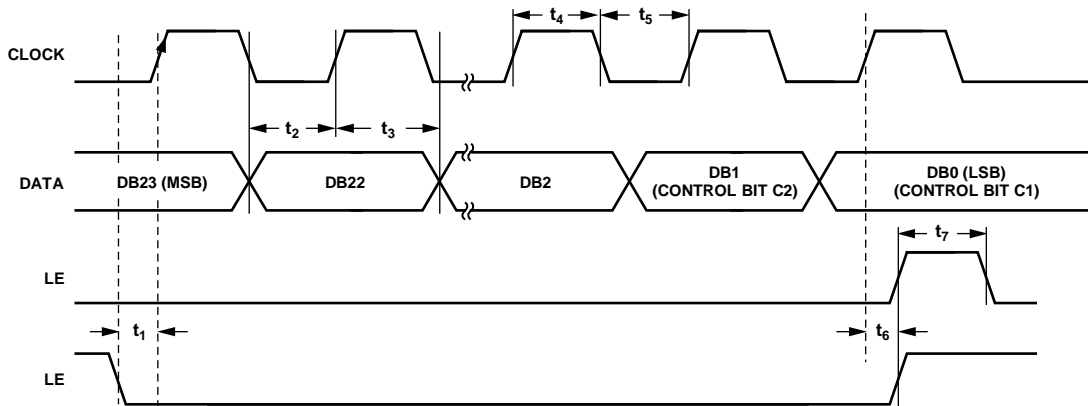 t4
t5
CLOCK
t2
t3
DATA
DB23 (MSB)
DB22
DB2
DB1
(CONTROL BIT C2)
DB0 (LSB)
(CONTROL BIT C1)
t7
LE
t1
t6
LE